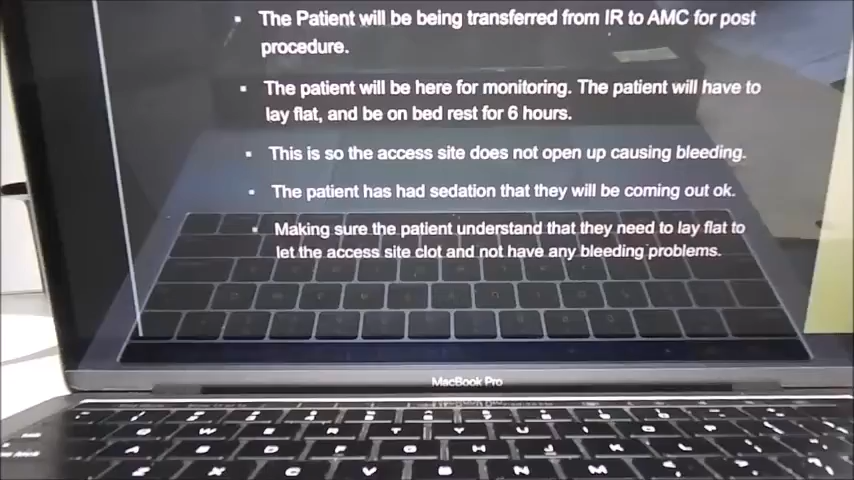 The Patient will be being transferred from IR to AMC for post
procedure.
The patient will be here for monitoring. The patient will have to
lay flat, and be on bed rest for 6 hours.
This is so the access site does not open up causing bleeding.
The patient has had sedation that they will be coming out ok.
Making sure the patient understand that they need to lay flat to
let the access site clot and not have any bleeding problems.
MacBook Pro
Q W E R T Y U I O P
A S D F G H J K L
Z X C V B N M